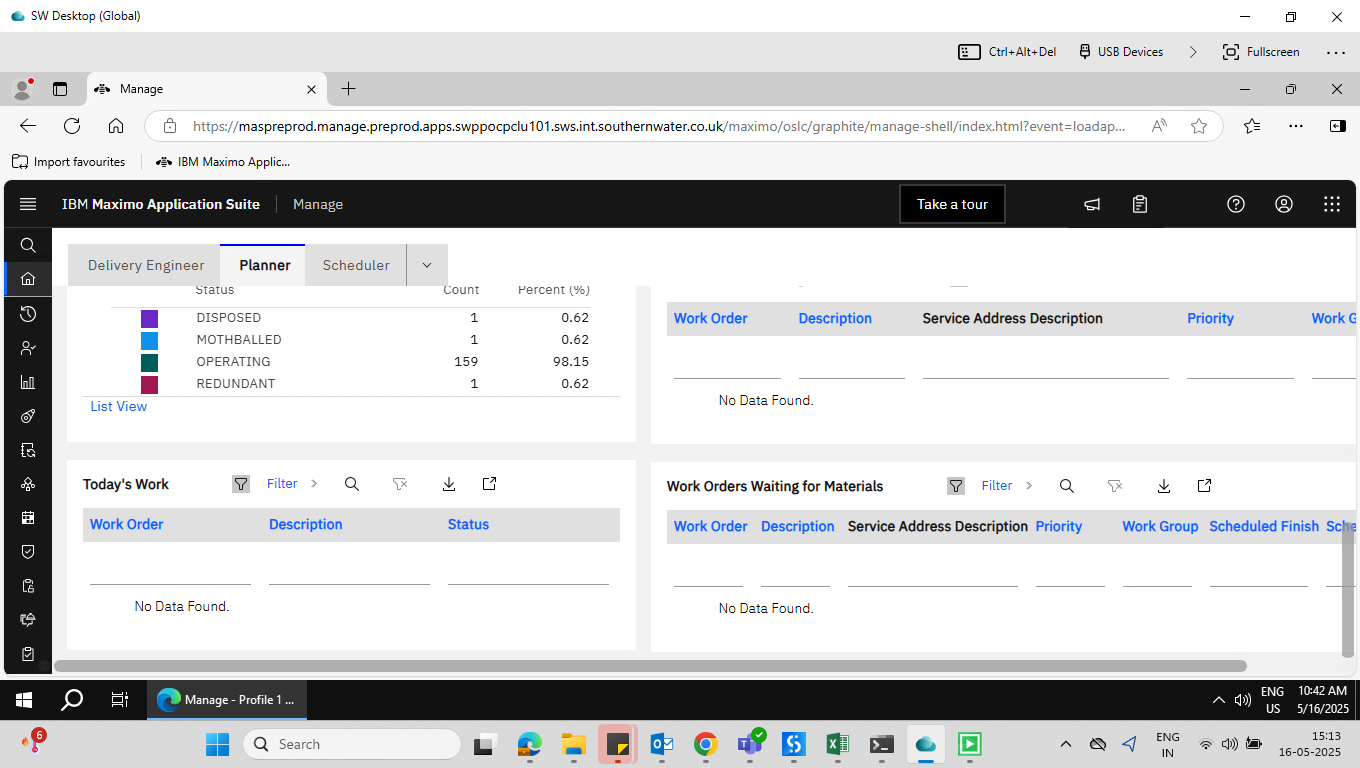 SW Desktop (Global)
Ctrl+Alt+Del
USB Devices
Fullscreen
Manage
https://maspreprod.manage.preprod.apps.swppocpclu101.sws.int.southernwater.co.uk/maximo/oslc/graphite/manage-shell/index.html?event=loadap...
Import favourites
IBM Maximo Applic...
IBM Maximo Application Suite
Manage
Take a tour
Delivery Engineer
Planner
Scheduler
Status Count Percent (%)
DISPOSED 1 0.62
MOTHBALLED 1 0.62
OPERATING 159 98.15
REDUNDANT 1 0.62
List View
Work Order Description Service Address Description Priority Work G
No Data Found.
Today's Work
Filter
Work Order Description Status
No Data Found.
Work Orders Waiting for Materials
Filter
Work Order Description Service Address Description Priority Work Group Scheduled Finish Sche
No Data Found.
Manage - Profile 1 ...
ENG
US
10:42 AM
5/16/2025
6
Search
ENG
IN
15:13
16-05-2025